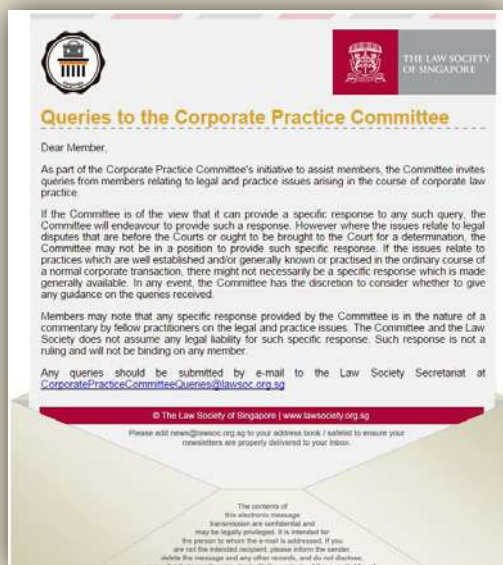 THE LAW SOCIETY
OF SINGAPORE
Queries to the Corporate Practice Committee
Dear Member,
As part of the Corporate Practice Committee's initiative to assist members, the Committee invites
queries from members relating to legal and practice issues arising in the course of corporate law
practice.
If the Committee is of the view that it can provide a specific response to any such query, the
Committee will endeavour to provide such a response. However where the issues relate to legal
disputes that are before the Courts or ought to be brought to the Court for a determination, the
Committee may not be in a position to provide such specific response. If the issues relate to
practices which are well established and/or generally known or practised in the ordinary course of
a normal corporate transaction, there might not necessarily be a specific response which is made
generally available. In any event, the Committee has the discretion to consider whether to give
any guidance on the queries received.
Members may note that any specific response provided by the Committee is in the nature of a
commentary by fellow practitioners on the legal and practice issues. The Committee and the Law
Society does not assume any legal liability for such specific response. Such response is not a
ruling and will not be binding on any member.
Any queries should be submitted by e-mail to the Law Society Secretariat at
CorporatePracticeCommitteeQueries@lawsoc.org.sg
© The Law Society of Singapore | www.lawsociety.org.sg
Please add news@lawsoc.org.sg to your address book / safelist to ensure your
newsletters are properly delivered to your inbox.
The contents of
this electronic message
transmission are confidential and
may be legally privileged. It is intended for
the person to whom the e-mail is addressed. If you
are not the intended recipient, please inform the sender,
delete the message and any other records, and do not disclose,